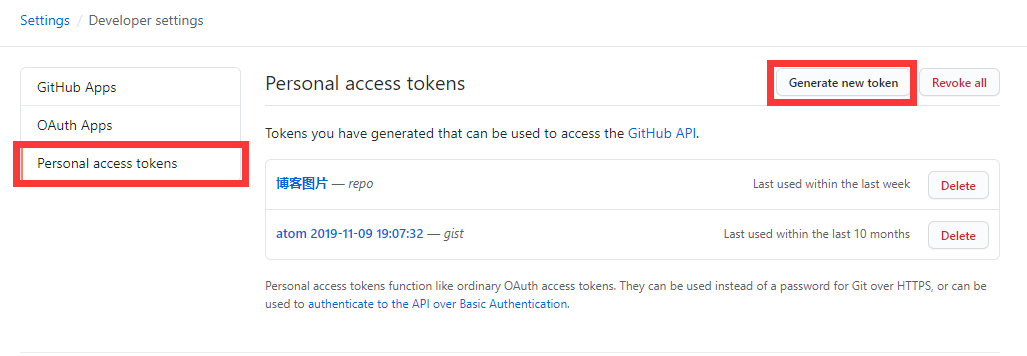 Settings / Developer settings
GitHub Apps
OAuth Apps
Personal access tokens
Personal access tokens
Generate new token
Revoke all
Tokens you have generated that can be used to access the GitHub API.
博客图片 — repo
Last used within the last week
Delete
atom 2019-11-09 19:07:32 — gist
Last used within the last 10 months
Delete
Personal access tokens function like ordinary OAuth access tokens. They can be used instead of a password for Git over HTTPS, or can be
used to authenticate to the API over Basic Authentication.